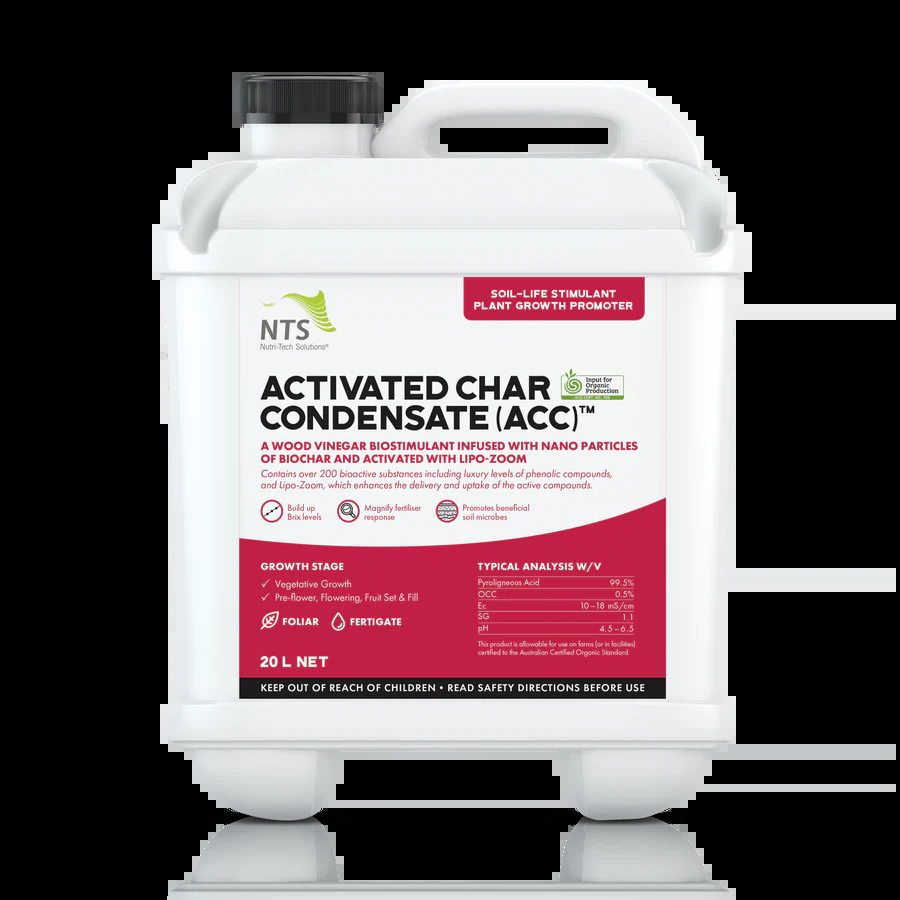 SOIL-LIFE STIMULANT
PLANT GROWTH PROMOTER
NTS
Nutri-Tech Solutions®
ACTIVATED CHAR
CONDENSATE (ACC)™
Input for
Organic
Production
A WOOD VINEGAR BIOSTIMULANT INFUSED WITH NANO PARTICLES
OF BIOCHAR AND ACTIVATED WITH LIPO-ZOOM
Contains over 200 bioactive substances including luxury levels of phenolic compounds,
and Lipo-Zoom, which enhances the delivery and uptake of the active compounds.
Build up
Brix levels
Magnify fertiliser
response
Promotes beneficial
soil microbes
GROWTH STAGE
✓ Vegetative Growth
✓ Pre-flower, Flowering, Fruit Set & Fill
FOLIAR FERTIGATE
20 L NET
TYPICAL ANALYSIS W/V
Pyroligneous Acid 99.5%
OCC 0.5%
Ec 10–18 mS/cm
SG 1.1
pH 4.5–6.5
This product is allowable for use on farms (or in facilities)
certified to the Australian Certified Organic Standard.
KEEP OUT OF REACH OF CHILDREN • READ SAFETY DIRECTIONS BEFORE USE